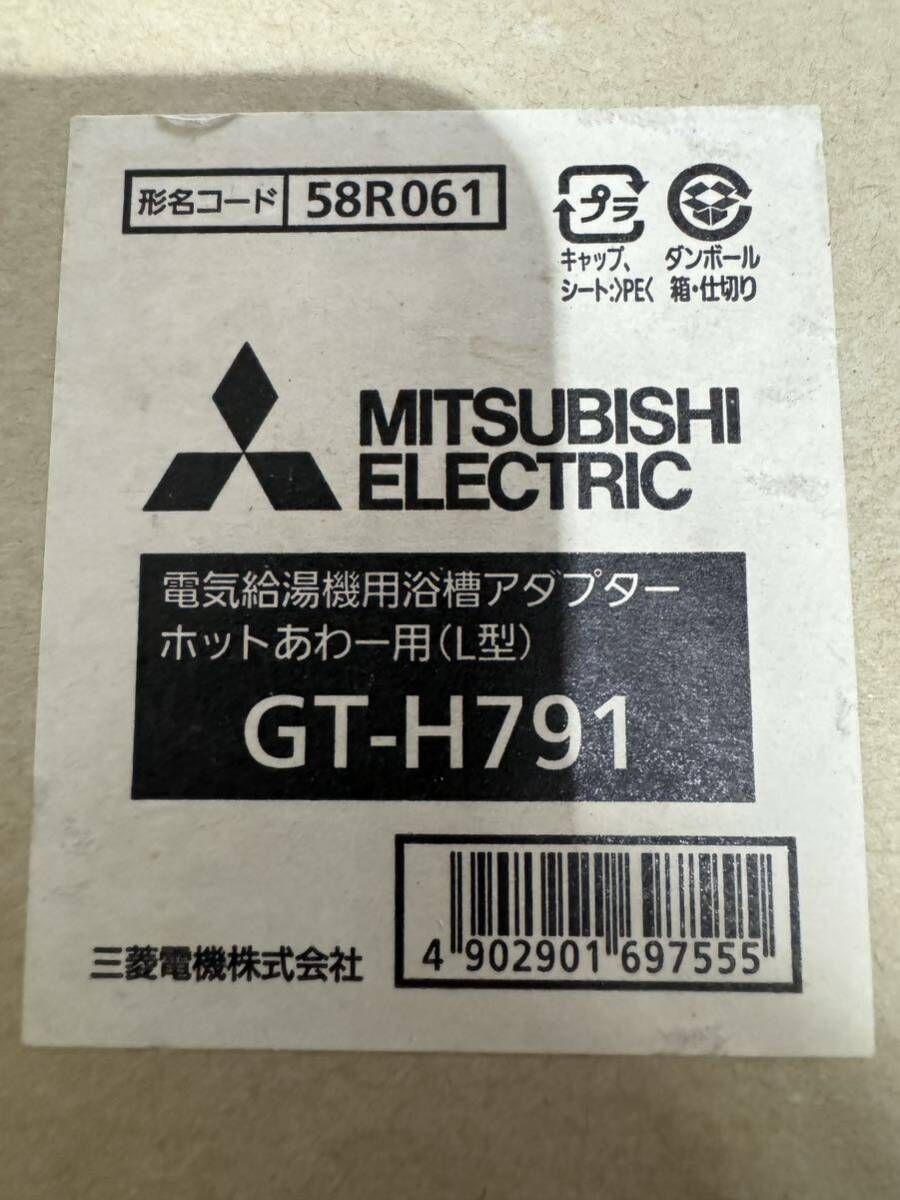 形名コード 58R061
プラ
キャップ、
シート:>PE<
ダンボール
箱・仕切り
MITSUBISHI
ELECTRIC
電気給湯機用浴槽アダプター
ホットあわー用(L型)
GT-H791
三菱電機株式会社
4 902901 697555